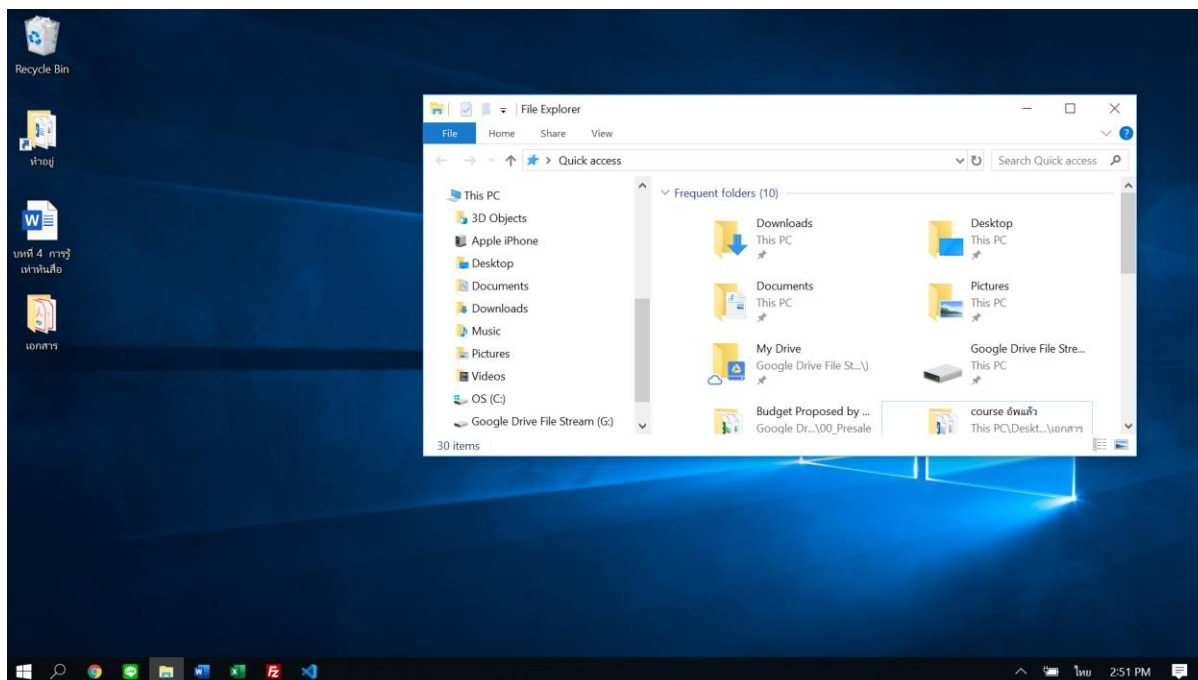 Recycle Bin
ทำอยู่
บทที่ 4 การรู้
เท่าทันสื่อ
เอกสาร
File Explorer
File Home Share View
Quick access
Search Quick access
This PC
3D Objects
Apple iPhone
Desktop
Documents
Downloads
Music
Pictures
Videos
OS (C:)
Google Drive File Stream (G:)
30 items
Frequent folders (10)
Downloads
This PC
Desktop
This PC
Documents
This PC
Pictures
This PC
My Drive
Google Drive File St...\)
Google Drive File Stre...
This PC
Budget Proposed by ...
Google Dr...\00_Presale
course อัพแล้ว
This PC\Deskt...\เอกสาร
ไทย 2:51 PM